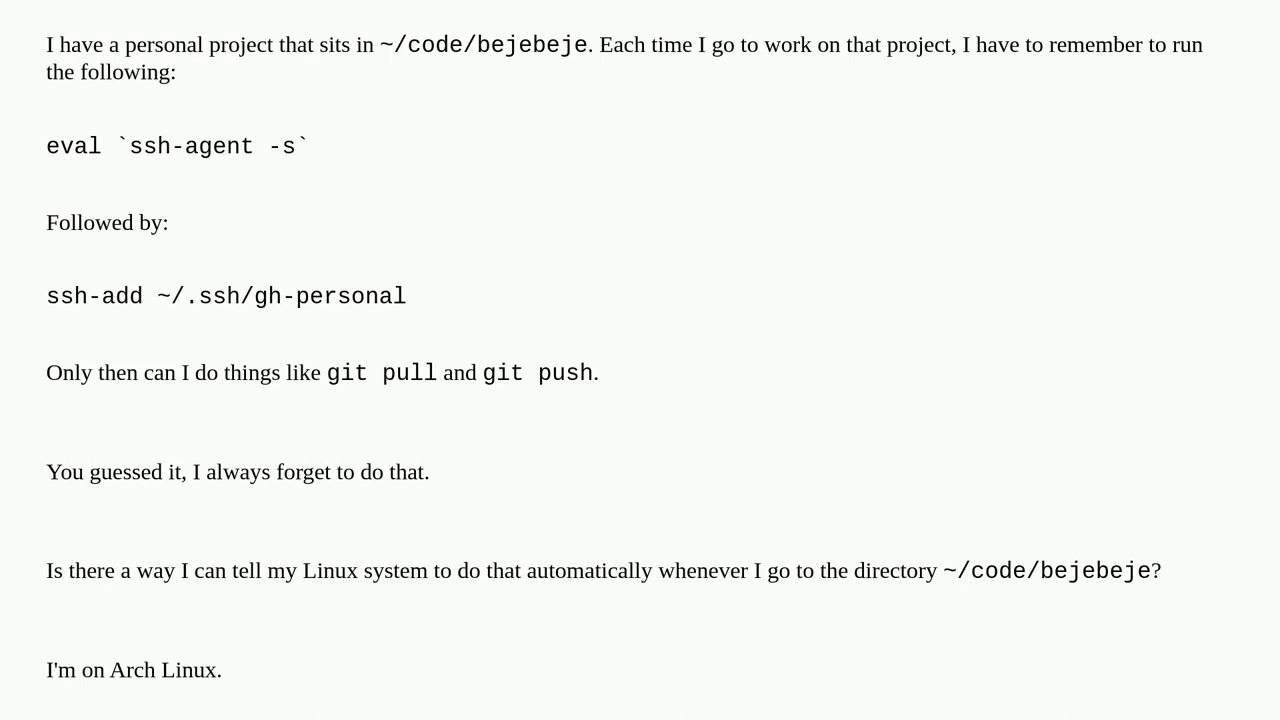 I have a personal project that sits in ~/code/bejebeje. Each time I go to work on that project, I have to remember to run
the following:
eval `ssh-agent -s`
Followed by:
ssh-add ~/.ssh/gh-personal
Only then can I do things like git pull and git push.
You guessed it, I always forget to do that.
Is there a way I can tell my Linux system to do that automatically whenever I go to the directory ~/code/bejebeje?
I'm on Arch Linux.